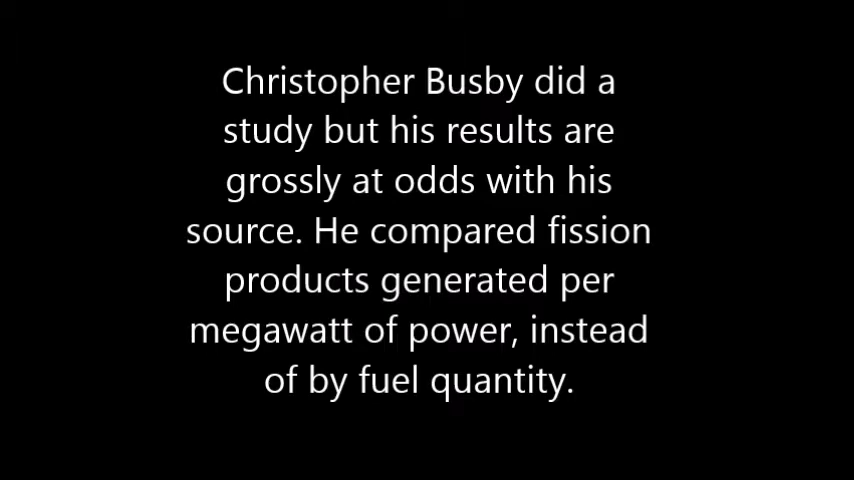 Christopher Busby did a
study but his results are
grossly at odds with his
source. He compared fission
products generated per
megawatt of power, instead
of by fuel quantity.